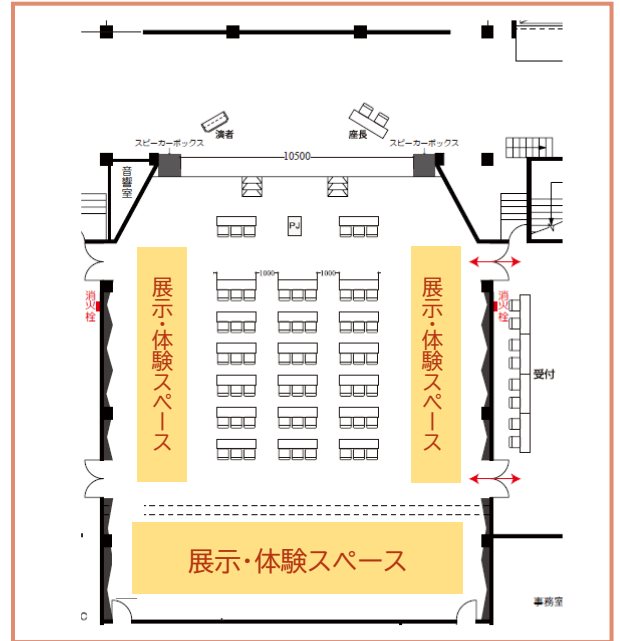 演者
座長
スピーカーボックス
スピーカーボックス
10500
音響室
PJ
1000
1000
消火栓
消火栓
展示・体験スペース
展示・体験スペース
受付
展示・体験スペース
事務室